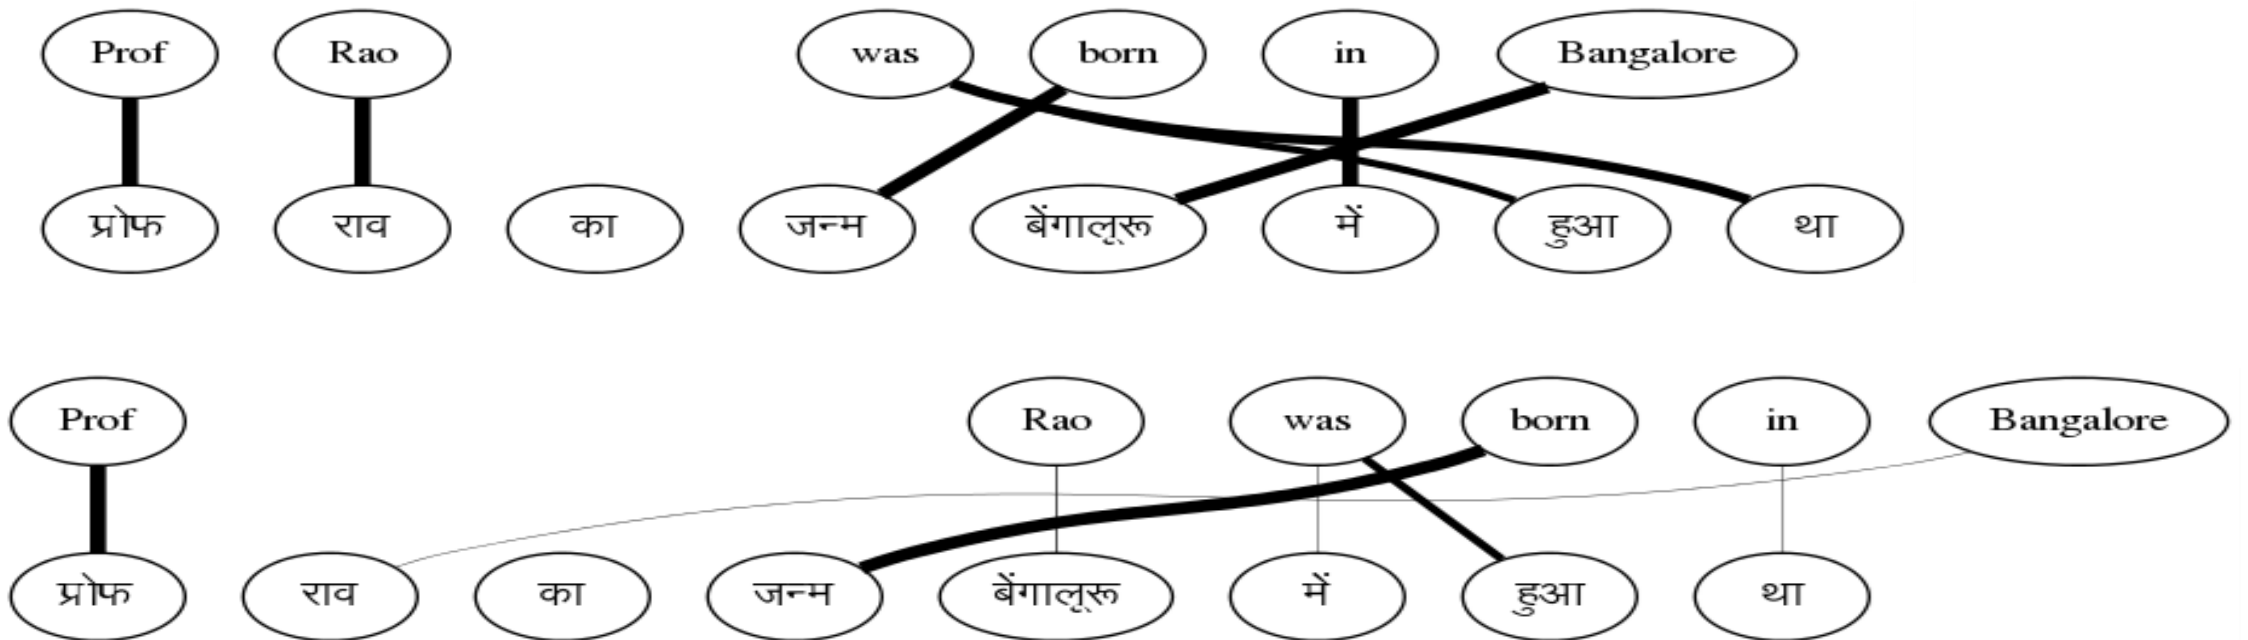 Prof Rao was born in Bangalore
प्रोफ राव का जन्म बेंगालूरू में हुआ था
Prof Rao was born in Bangalore
प्रोफ राव का जन्म बेंगालूरू में हुआ था